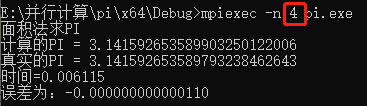 E:\并行计算\pi\x64\Debug>mpiexec -n 4 pi.exe
面积法求PI
计算的PI = 3.141592653589903250122006
真实的PI = 3.141592653589793238462643
时间=0.006115
误差为：-0.000000000000110